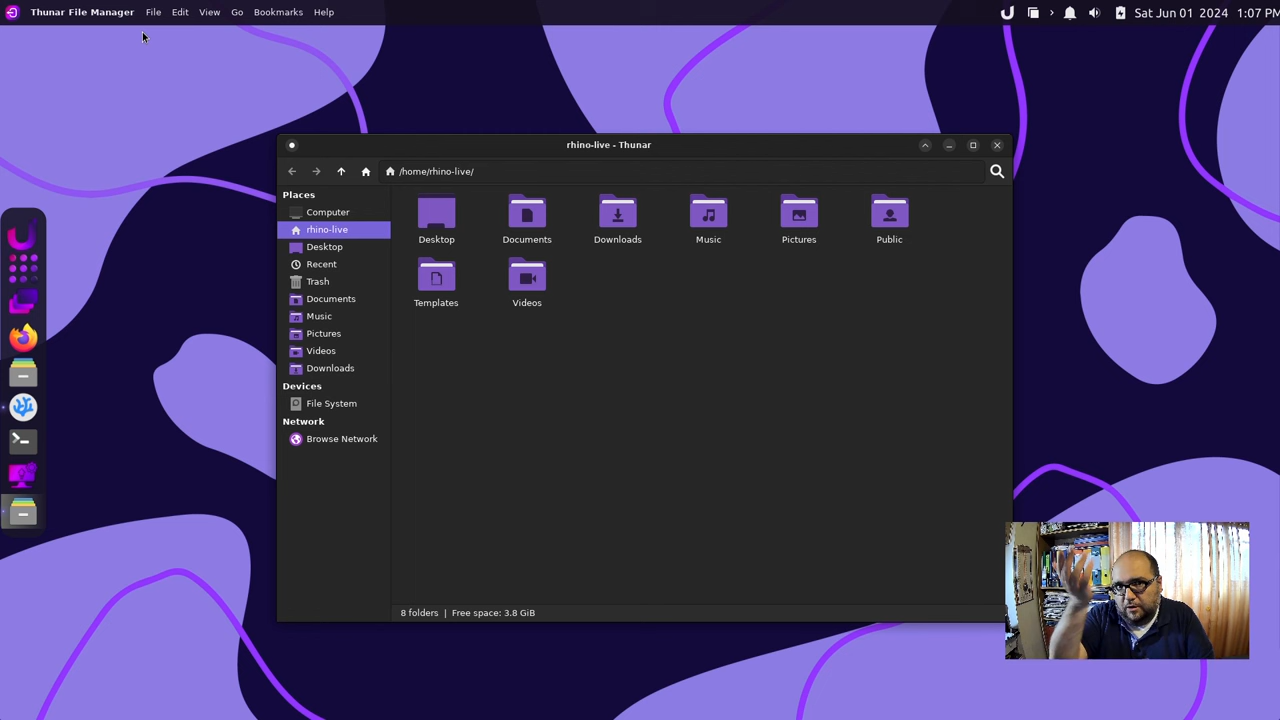 Thunar File Manager File Edit View Go Bookmarks Help Sat Jun 01 2024 1:07 PM
rhino-live - Thunar
/home/rhino-live/
Places
Computer
rhino-live
Desktop
Recent
Trash
Documents
Music
Pictures
Videos
Downloads
Devices
File System
Network
Browse Network
Desktop Documents Downloads Music Pictures Public
Templates Videos
8 folders | Free space: 3.8 GiB